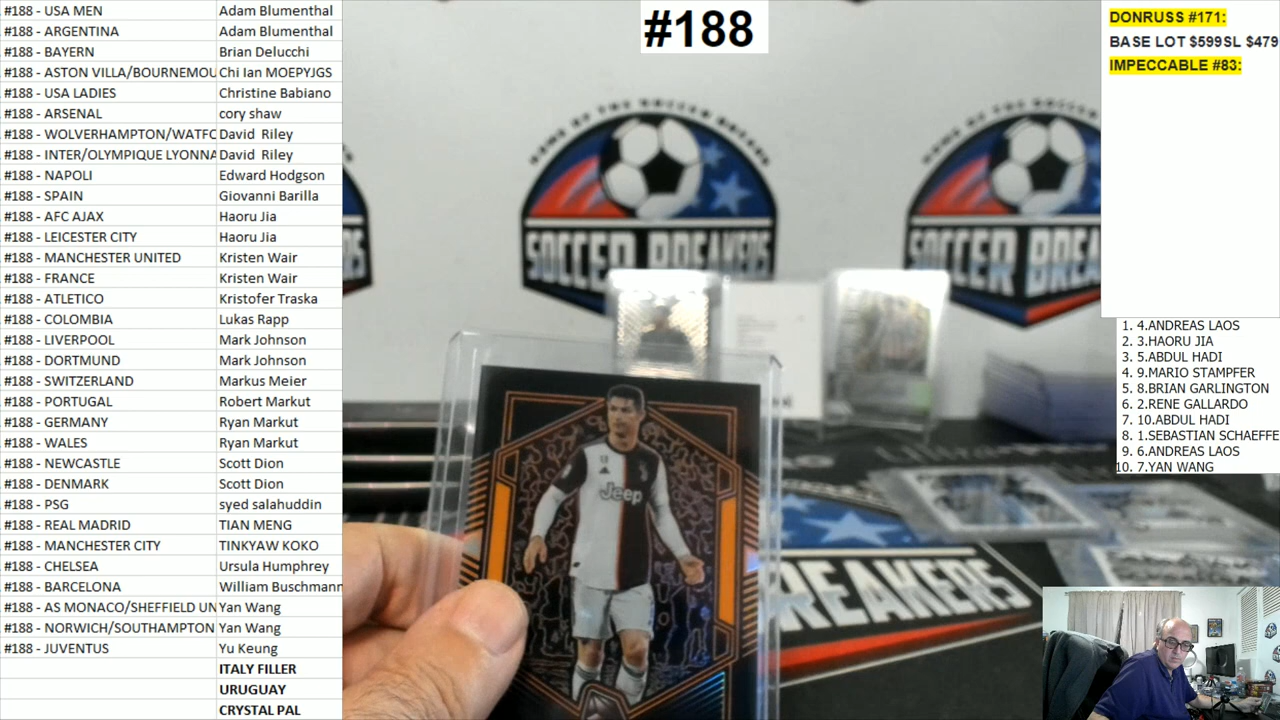 #188 - USA MEN Adam Blumenthal
#188 - ARGENTINA Adam Blumenthal
#188 - BAYERN Brian Delucchi
#188 - ASTON VILLA/BOURNEMOU Chi Ian MOEPYJGS
#188 - USA LADIES Christine Babiano
#188 - ARSENAL cory shaw
#188 - WOLVERHAMPTON/WATFC David Riley
#188 - INTER/OLYMPIQUE LYONNA David Riley
#188 - NAPOLI Edward Hodgson
#188 - SPAIN Giovanni Barilla
#188 - AFC AJAX Haoru Jia
#188 - LEICESTER CITY Haoru Jia
#188 - MANCHESTER UNITED Kristen Wair
#188 - FRANCE Kristen Wair
#188 - ATLETICO Kristofer Traska
#188 - COLOMBIA Lukas Rapp
#188 - LIVERPOOL Mark Johnson
#188 - DORTMUND Mark Johnson
#188 - SWITZERLAND Markus Meier
#188 - PORTUGAL Robert Markut
#188 - GERMANY Ryan Markut
#188 - WALES Ryan Markut
#188 - NEWCASTLE Scott Dion
#188 - DENMARK Scott Dion
#188 - PSG syed salahuddin
#188 - REAL MADRID TIAN MENG
#188 - MANCHESTER CITY TINKYAW KOKO
#188 - CHELSEA Ursula Humphrey
#188 - BARCELONA William Buschmann
#188 - AS MONACO/SHEFFIELD UN Yan Wang
#188 - NORWICH/SOUTHAMPTON Yan Wang
#188 - JUVENTUS Yu Keung
ITALY FILLER
URUGUAY
CRYSTAL PAL
#188
HOME OF THE SOCCER BREAKS
SOCCER BREAKERS
SOCCER BREA
Jeep
REAKERS
DONRUSS #171:
BASE LOT $599SL $479
IMPECCABLE #83:
1. 4.ANDREAS LAOS
2. 3.HAORU JIA
3. 5.ABDUL HADI
4. 9.MARIO STAMPFER
5. 8.BRIAN GARLINGTON
6. 2.RENE GALLARDO
7. 10.ABDUL HADI
8. 1.SEBASTIAN SCHAEFFE
9. 6.ANDREAS LAOS
10. 7.YAN WANG